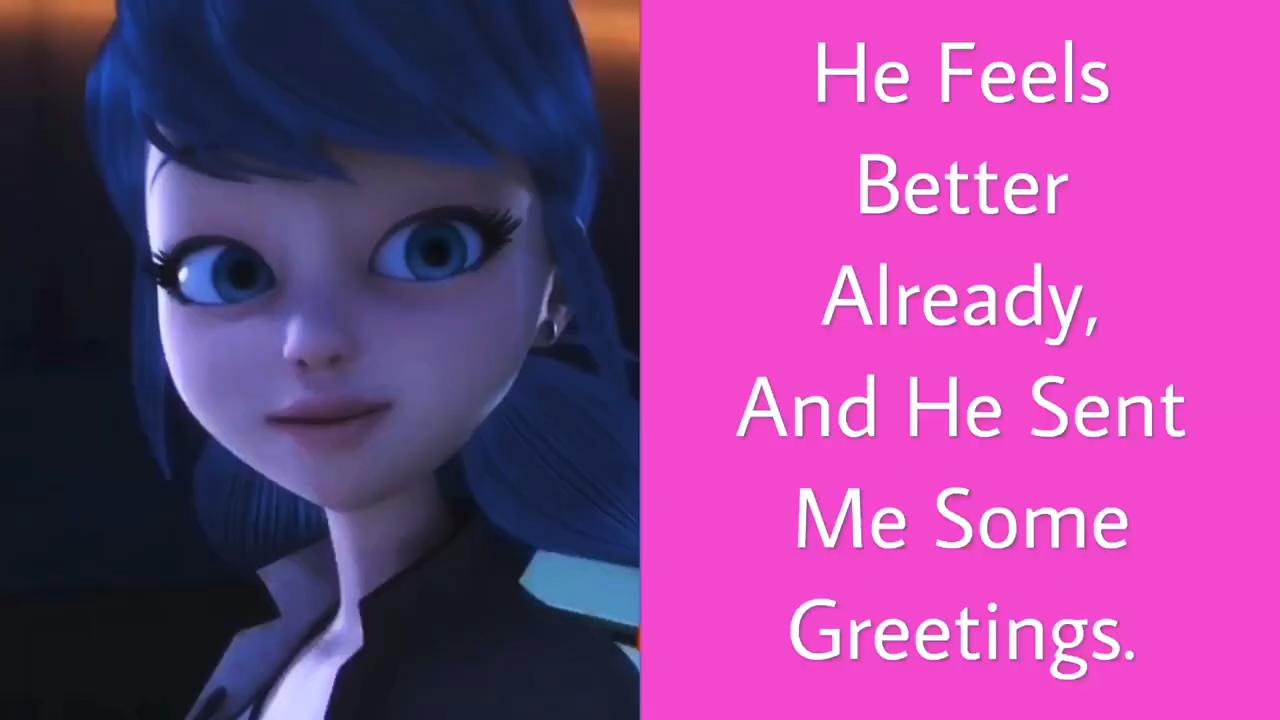 He Feels
Better
Already,
And He Sent
Me Some
Greetings.